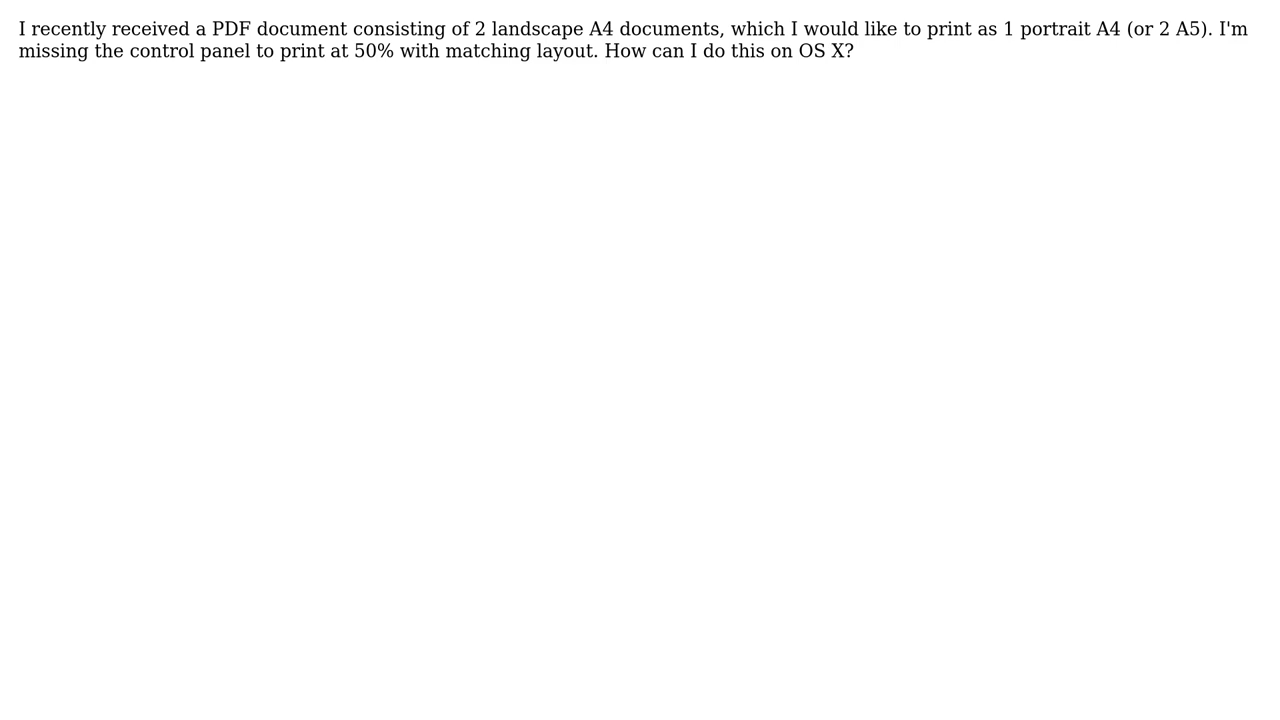 I recently received a PDF document consisting of 2 landscape A4 documents, which I would like to print as 1 portrait A4 (or 2 A5). I'm
missing the control panel to print at 50% with matching layout. How can I do this on OS X?